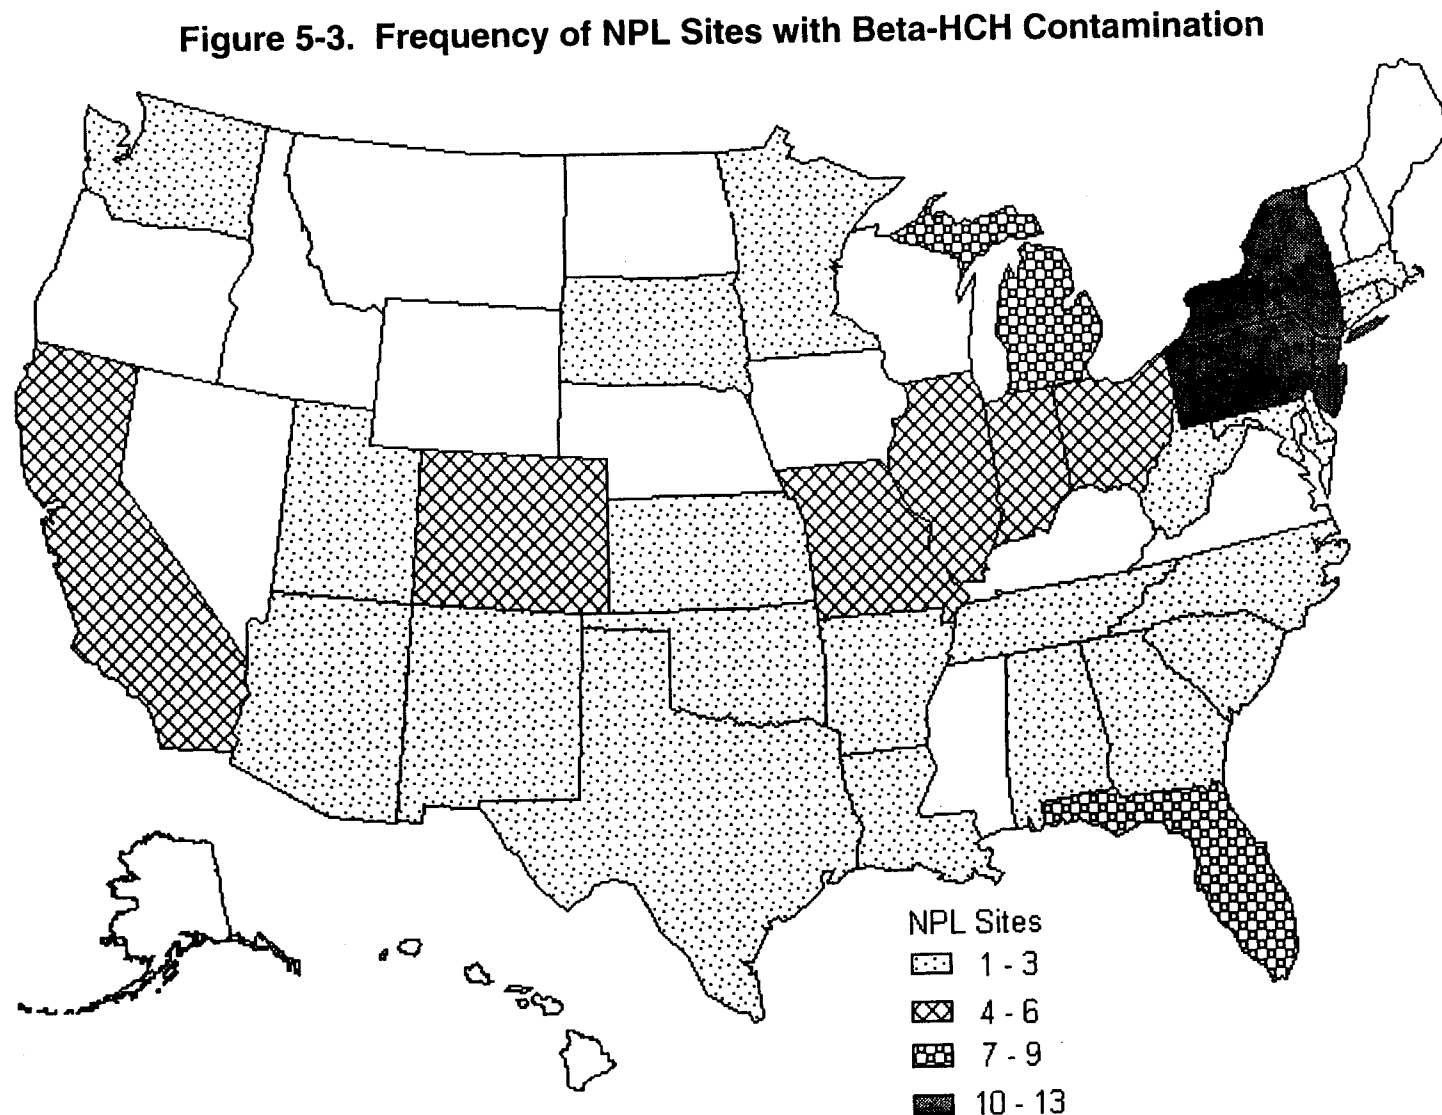 Figure 5-3. Frequency of NPL Sites with Beta-HCH Contamination
NPL Sites
1 - 3
4 - 6
7 - 9
10 - 13